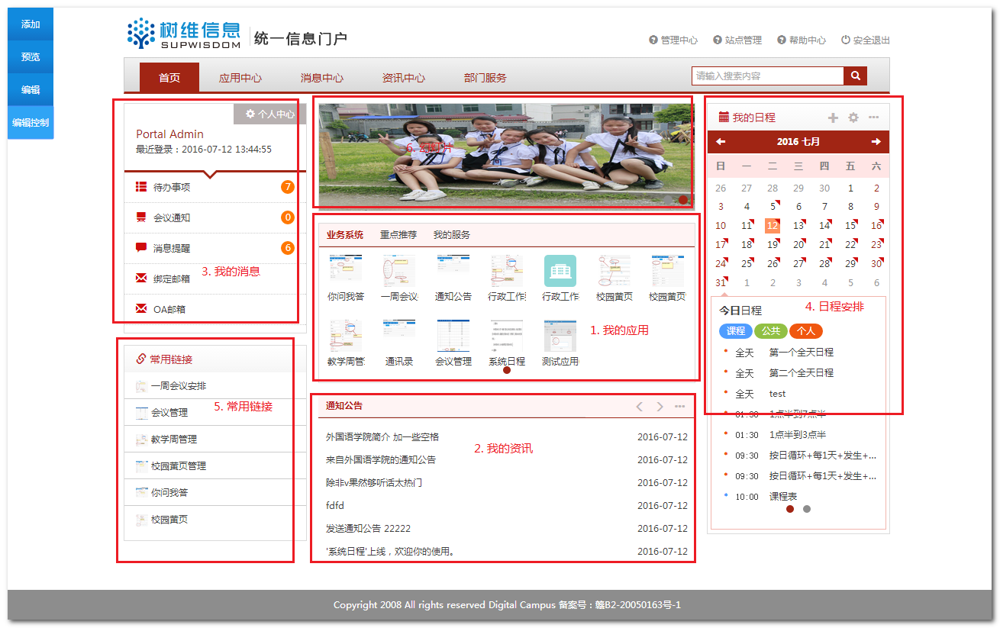 添加
预览
编辑
编辑控制
树维信息
SUPWISDOM
统一信息门户
管理中心 站点管理 帮助中心 安全退出
首页 应用中心 消息中心 资讯中心 部门服务
请输入搜索内容
个人中心
Portal Admin
最近登录：2016-07-12 13:44:55
待办事项 7
会议通知 0
消息提醒 6
3. 我的消息
绑定邮箱
OA邮箱
常用链接
一周会议安排
5. 常用链接
会议管理
教学周管理
校园黄页管理
你问我答
校园黄页
6. 幻灯片
业务系统 重点推荐 我的服务
你问我答 一周会议 通知公告 行政工作 行政工作 校园黄页 校园黄页
1. 我的应用
教学周管 通讯录 会议管理 系统日程 测试应用
通知公告
外国语学院简介 加一些空格 2016-07-12
2. 我的资讯
来自外国语学院的通知公告 2016-07-12
除非v果然够听话太热门 2016-07-12
fdfd 2016-07-12
发送通知公告 22222 2016-07-12
'系统日程'上线，欢迎你的使用。 2016-07-12
我的日程
2016 七月
日 一 二 三 四 五 六
26 27 28 29 30 1 2
3 4 5 6 7 8 9
10 11 12 13 14 15 16
17 18 19 20 21 22 23
24 25 26 27 28 29 30
31 1 2 3 4 5 6
4. 日程安排
今日日程
课程 公共 个人
全天 第一个全天日程
全天 第二个全天日程
全天 test
01:30 1点半到7点半
01:30 1点半到3点半
09:30 按日循环+每1天+发生+...
09:30 按日循环+每1天+发生+...
10:00 课程表
Copyright 2008 All rights reserved Digital Campus 备案号：赣B2-20050163号-1